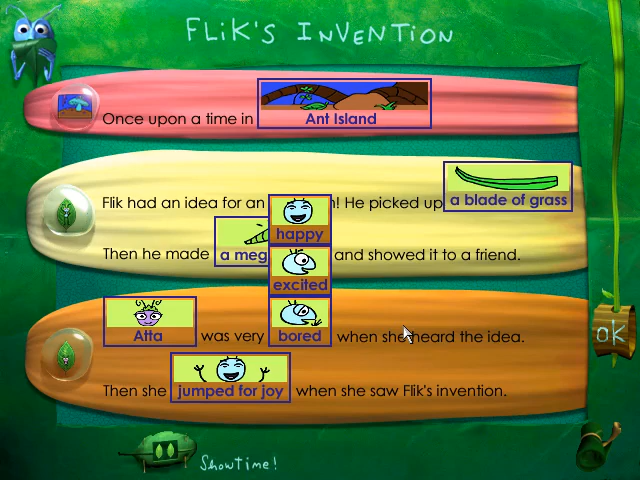 FLiK'S INVENTION
Once upon a time in Ant Island
Flik had an idea for an n! He picked up a blade of grass
happy
Then he made a meg and showed it to a friend.
excited
Atta was very bored when she heard the idea.
ok
Then she jumped for joy when she saw Flik's invention.
Showtime!